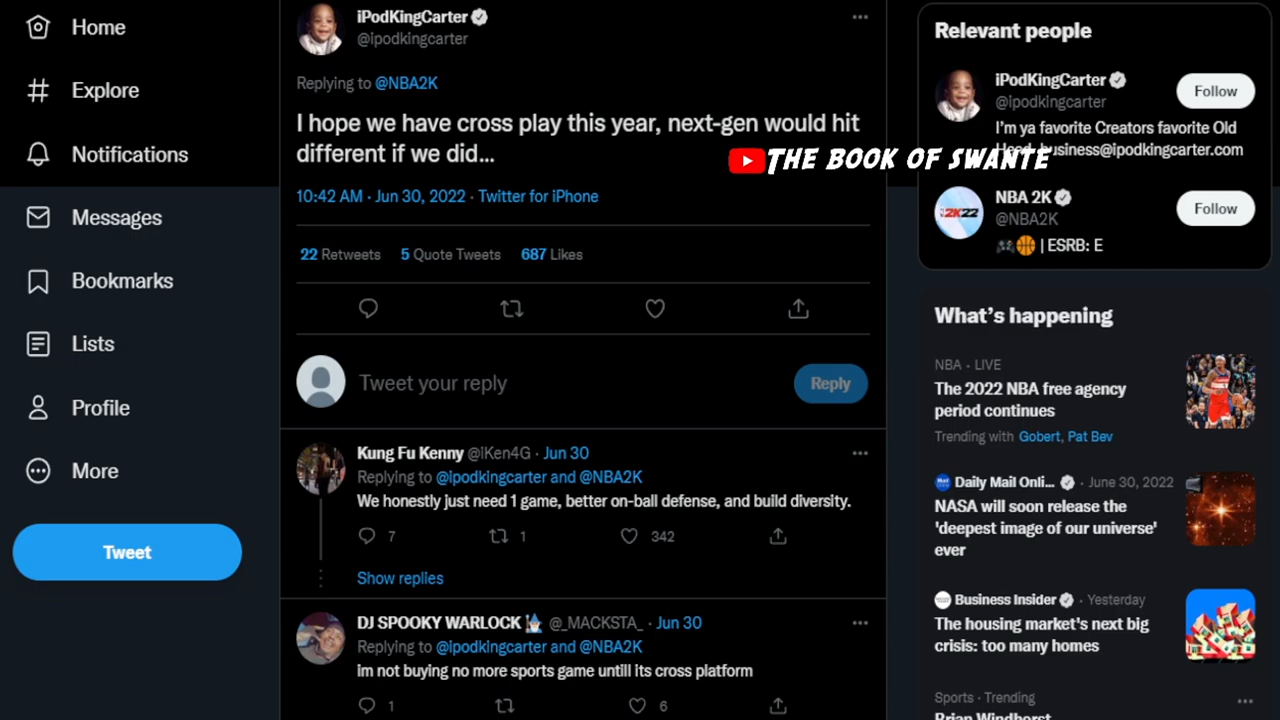 Home
Explore
Notifications
Messages
Bookmarks
Lists
Profile
More
Tweet
iPodKingCarter
@ipodkingcarter
Replying to @NBA2K
I hope we have cross play this year, next-gen would hit
different if we did...
10:42 AM · Jun 30, 2022 · Twitter for iPhone
22 Retweets 5 Quote Tweets 687 Likes
Tweet your reply
Reply
Kung Fu Kenny @iKen4G · Jun 30
Replying to @ipodkingcarter and @NBA2K
We honestly just need 1 game, better on-ball defense, and build diversity.
7 1 342
Show replies
DJ SPOOKY WARLOCK @_MACKSTA_ · Jun 30
Replying to @ipodkingcarter and @NBA2K
im not buying no more sports game untill its cross platform
1 6
THE BOOK OF SWANTE
Relevant people
iPodKingCarter
@ipodkingcarter
Follow
I'm ya favorite Creators favorite Old
business@ipodkingcarter.com
NBA 2K
@NBA2K
Follow
2K22
| ESRB: E
What's happening
NBA · LIVE
The 2022 NBA free agency
period continues
Trending with Gobert, Pat Bev
Daily Mail Onli... · June 30, 2022
NASA will soon release the
'deepest image of our universe'
ever
Business Insider · Yesterday
The housing market's next big
crisis: too many homes
Sports · Trending
Brian Windhorst